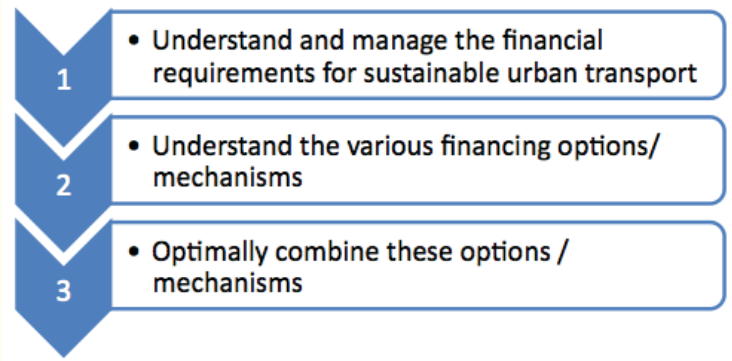 1
• Understand and manage the financial
requirements for sustainable urban transport
2
• Understand the various financing options/
mechanisms
3
• Optimally combine these options /
mechanisms